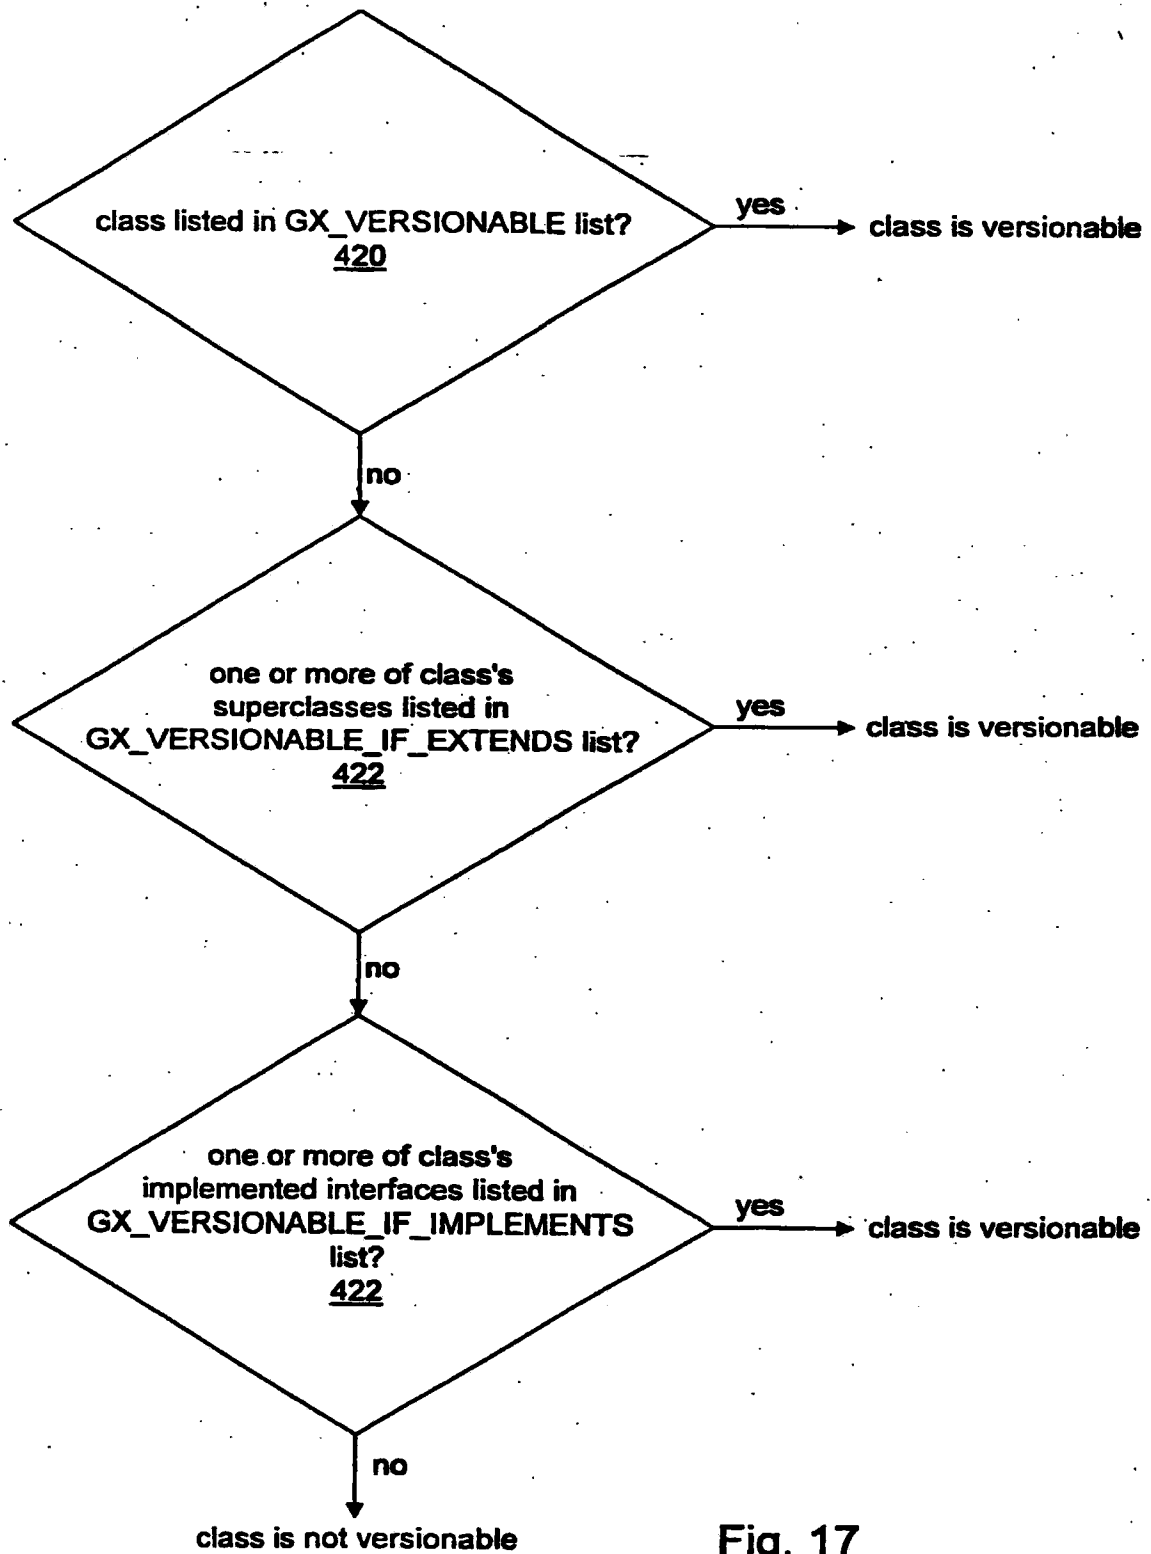 class listed in GX_VERSIONABLE list?
420
yes
class is versionable
no
one or more of class's
superclasses listed in
GX_VERSIONABLE_IF_EXTENDS list?
422
yes
class is versionable
no
one or more of class's
implemented interfaces listed in
GX_VERSIONABLE_IF_IMPLEMENTS
list?
422
yes
class is versionable
no
class is not versionable
Fig. 17